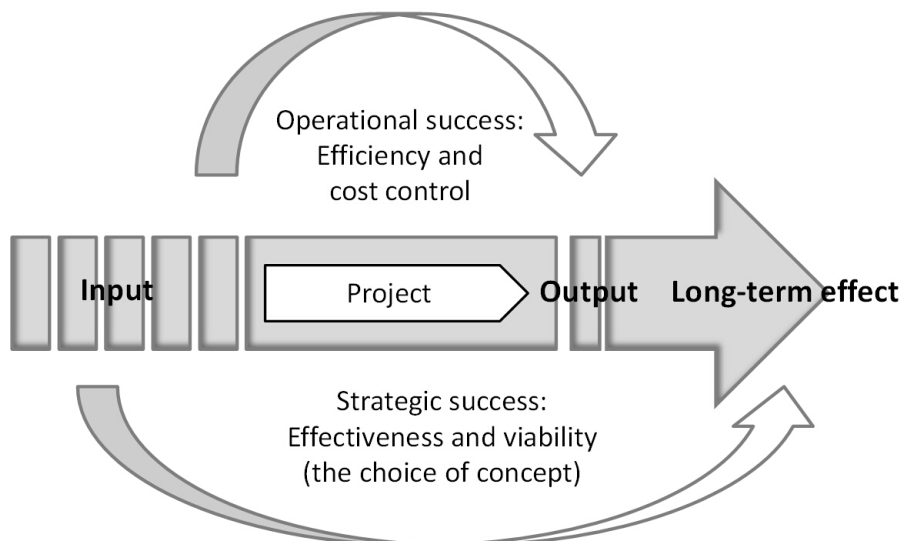 Operational success:
Efficiency and
cost control
Input
Project
Output
Long-term effect
Strategic success:
Effectiveness and viability
(the choice of concept)